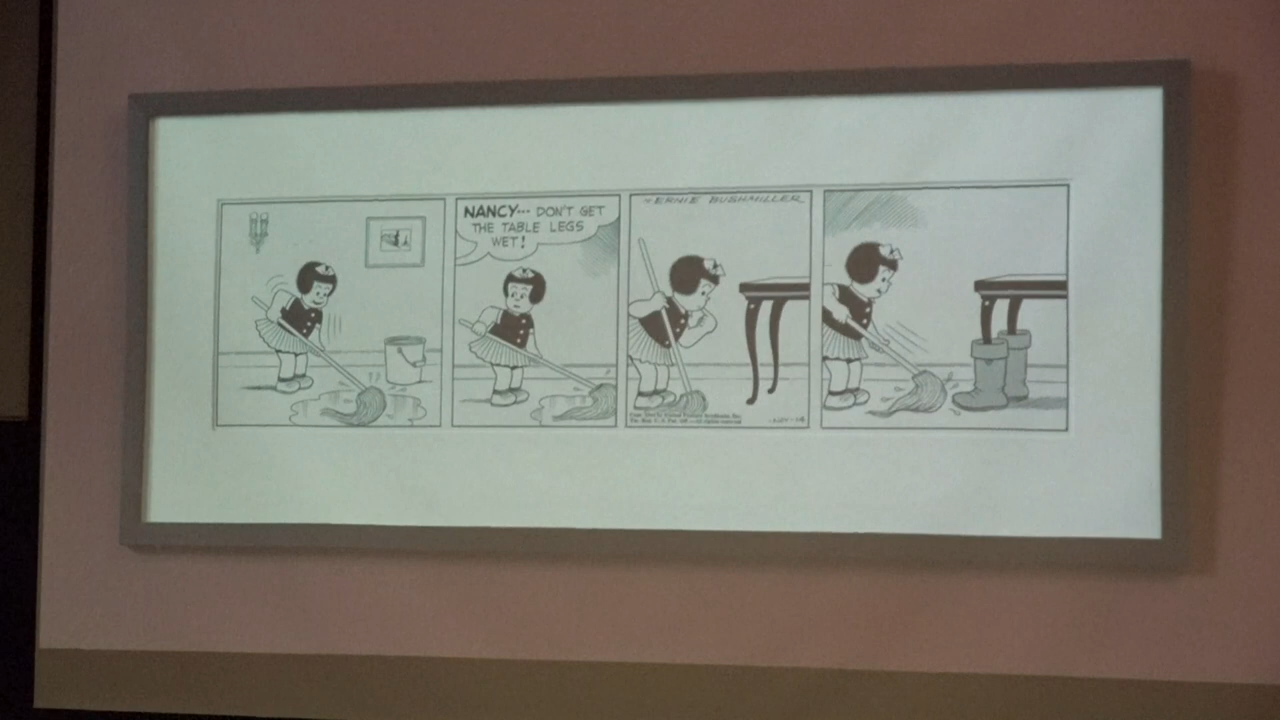 NANCY--- DON'T GET
THE TABLE LEGS
WET!
ERNIE BUSHMILLER